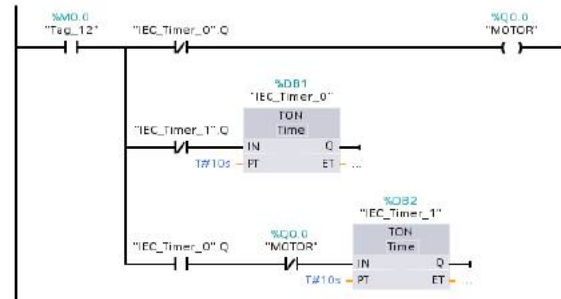 %M0.0
"Tag_12"
"IEC_Timer_0".Q
%Q0.0
"MOTOR"
%DB1
"IEC_Timer_0"
TON
Time
"IEC_Timer_1".Q
IN Q
T#10s PT ET ...
%DB2
"IEC_Timer_1"
TON
Time
"IEC_Timer_0".Q
%Q0.0
"MOTOR"
IN Q
T#10s PT ET ...